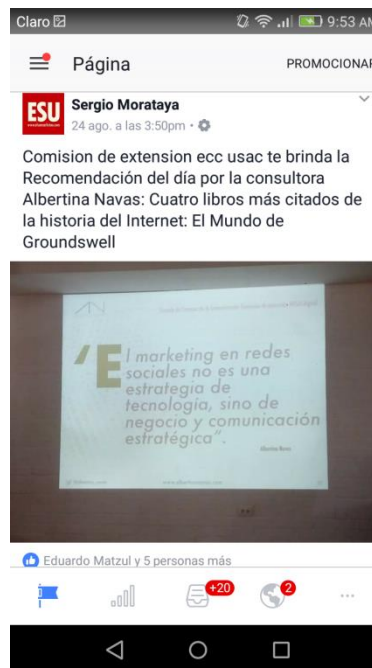 Claro
9:53 AM
Página
PROMOCIONAR
ESU
Sergio Morataya
24 ago. a las 3:50pm
Comision de extension ecc usac te brinda la
Recomendación del día por la consultora
Albertina Navas: Cuatro libros más citados de
la historia del Internet: El Mundo de
Groundswell
AN
‘El marketing en redes
sociales no es una
estrategia de
tecnología, sino de
negocio y comunicación
estratégica”.
Eduardo Matzul y 5 personas más
+20
2